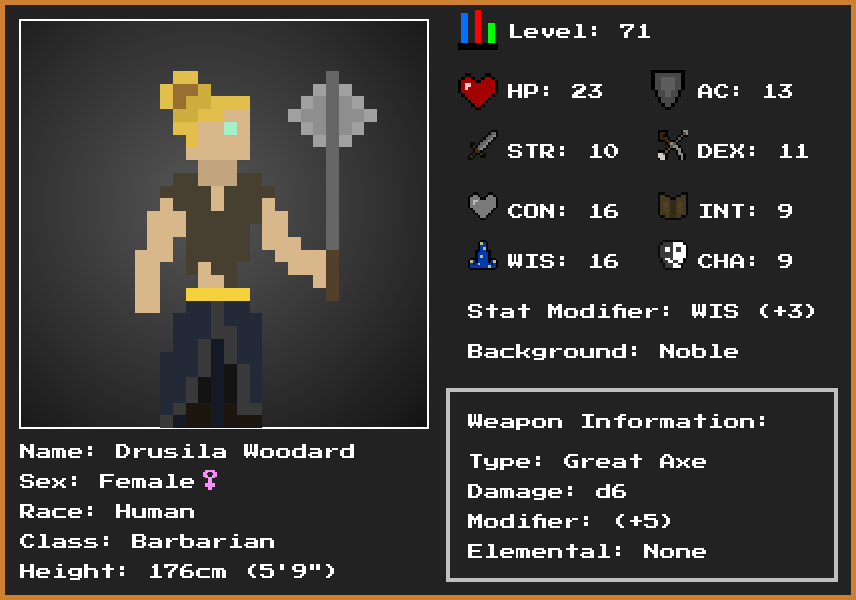 Level: 71
HP: 23 AC: 13
STR: 10 DEX: 11
CON: 16 INT: 9
WIS: 16 CHA: 9
Stat Modifier: WIS (+3)
Background: Noble
Weapon Information:
Type: Great Axe
Damage: d6
Modifier: (+5)
Elemental: None
Name: Drusila Woodard
Sex: Female♀
Race: Human
Class: Barbarian
Height: 176cm (5'9")